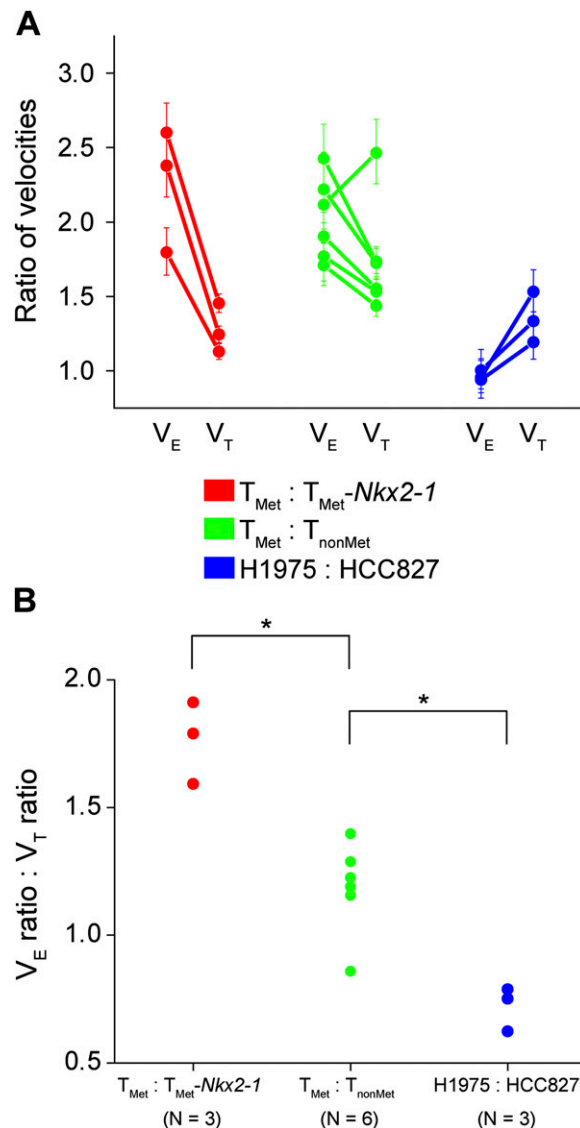 A
Ratio of velocities
3.0
2.5
2.0
1.5
1.0
VE VT VE VT VE VT
TMet : TMet-Nkx2-1
TMet : TnonMet
H1975 : HCC827
B
* *
VE ratio : VT ratio
2.0
1.5
1.0
0.5
TMet : TMet-Nkx2-1 TMet : TnonMet H1975 : HCC827
(N = 3) (N = 6) (N = 3)